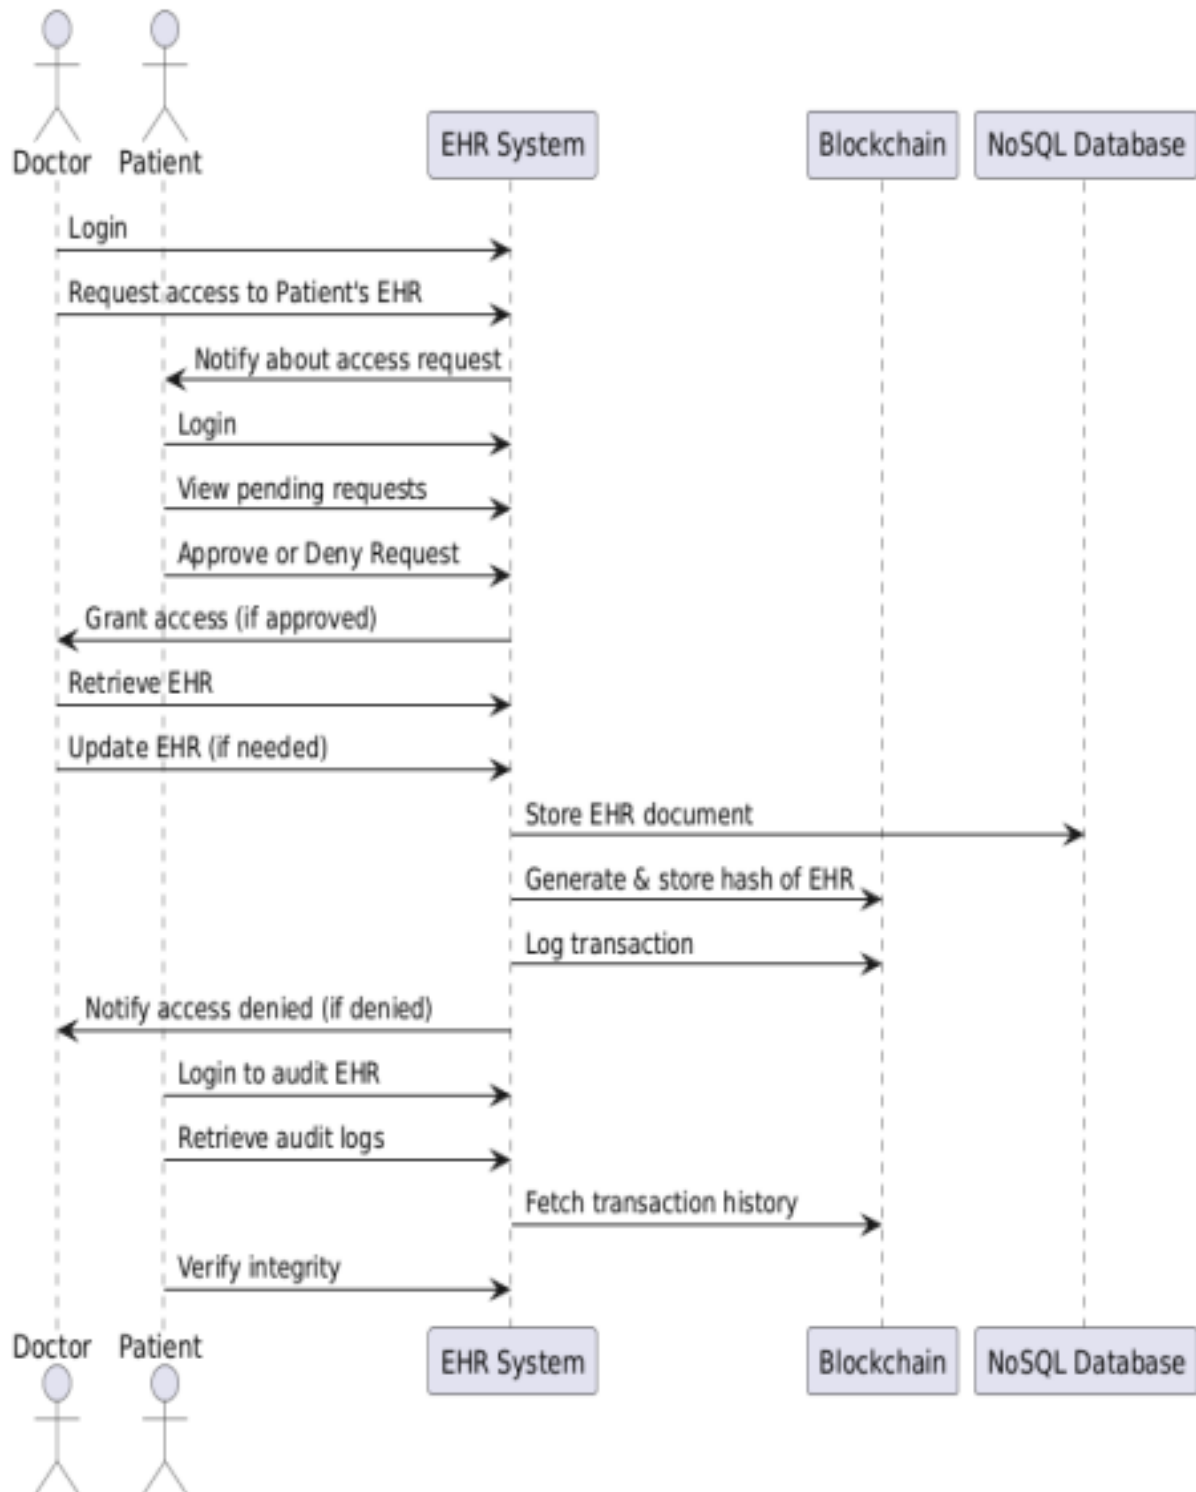 Doctor Patient EHR System Blockchain NoSQL Database
Login
Request access to Patient's EHR
Notify about access request
Login
View pending requests
Approve or Deny Request
Grant access (if approved)
Retrieve EHR
Update EHR (if needed)
Store EHR document
Generate & store hash of EHR
Log transaction
Notify access denied (if denied)
Login to audit EHR
Retrieve audit logs
Fetch transaction history
Verify integrity
Doctor Patient EHR System Blockchain NoSQL Database